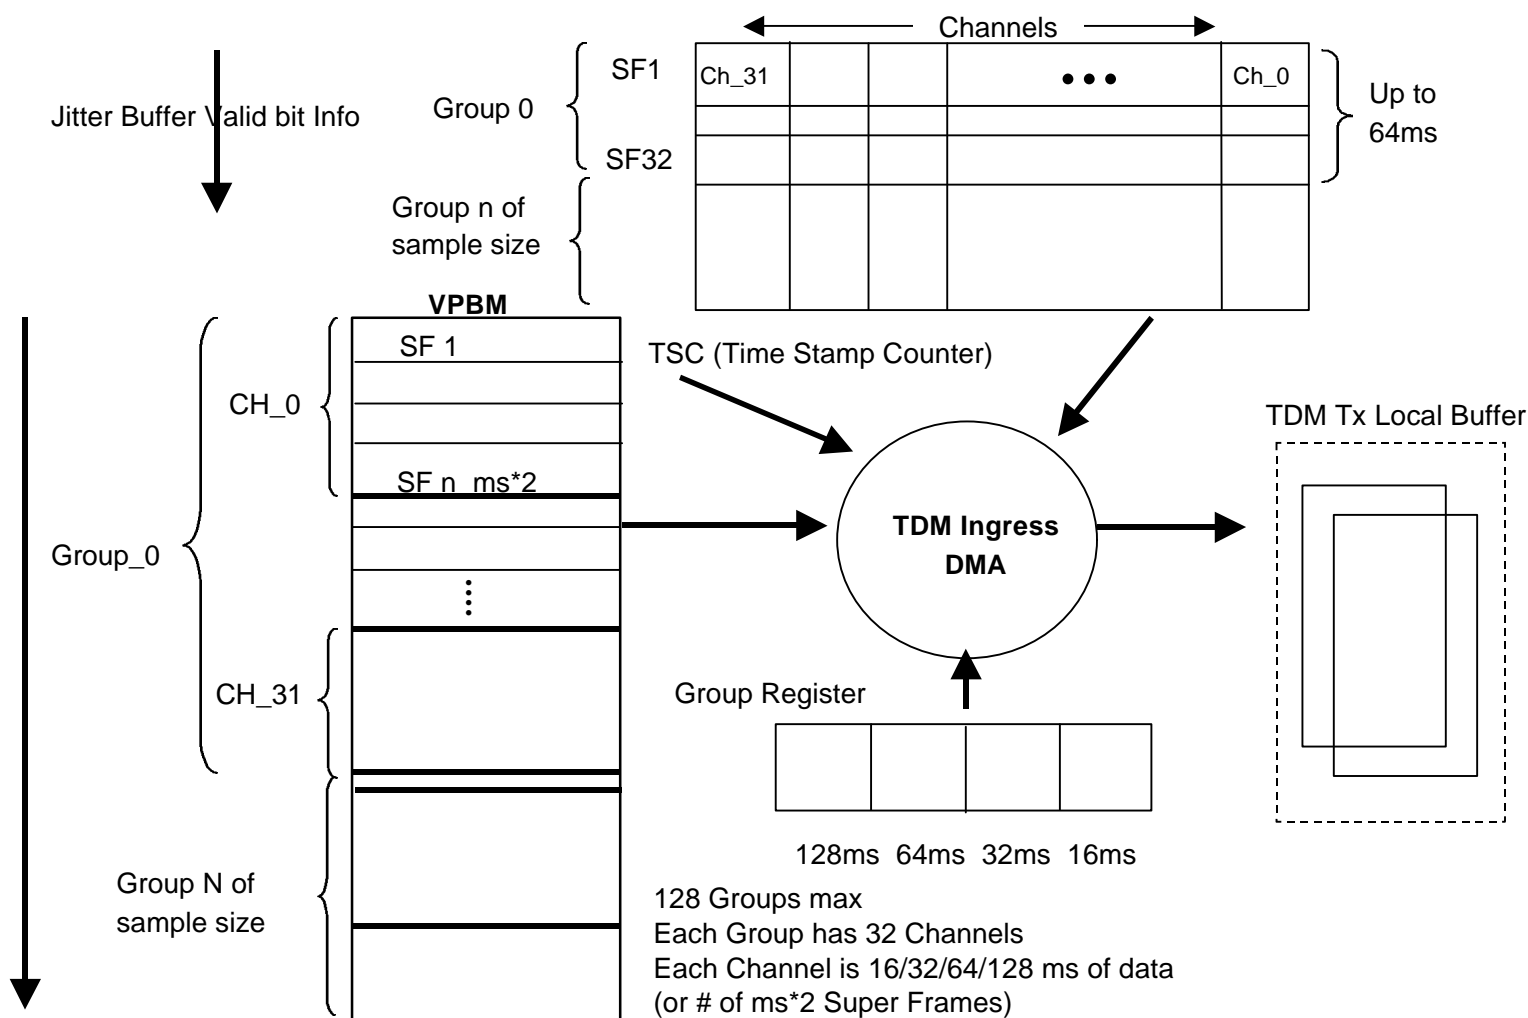 Channels
SF1
Ch_31
Ch_0
Group 0
Up to
64ms
Jitter Buffer Valid bit Info
SF32
Group n of
sample size
VPBM
SF 1
TSC (Time Stamp Counter)
CH_0
TDM Tx Local Buffer
SF n ms*2
TDM Ingress
DMA
Group_0
CH_31
Group Register
128ms 64ms 32ms 16ms
Group N of
sample size
128 Groups max
Each Group has 32 Channels
Each Channel is 16/32/64/128 ms of data
(or # of ms*2 Super Frames)